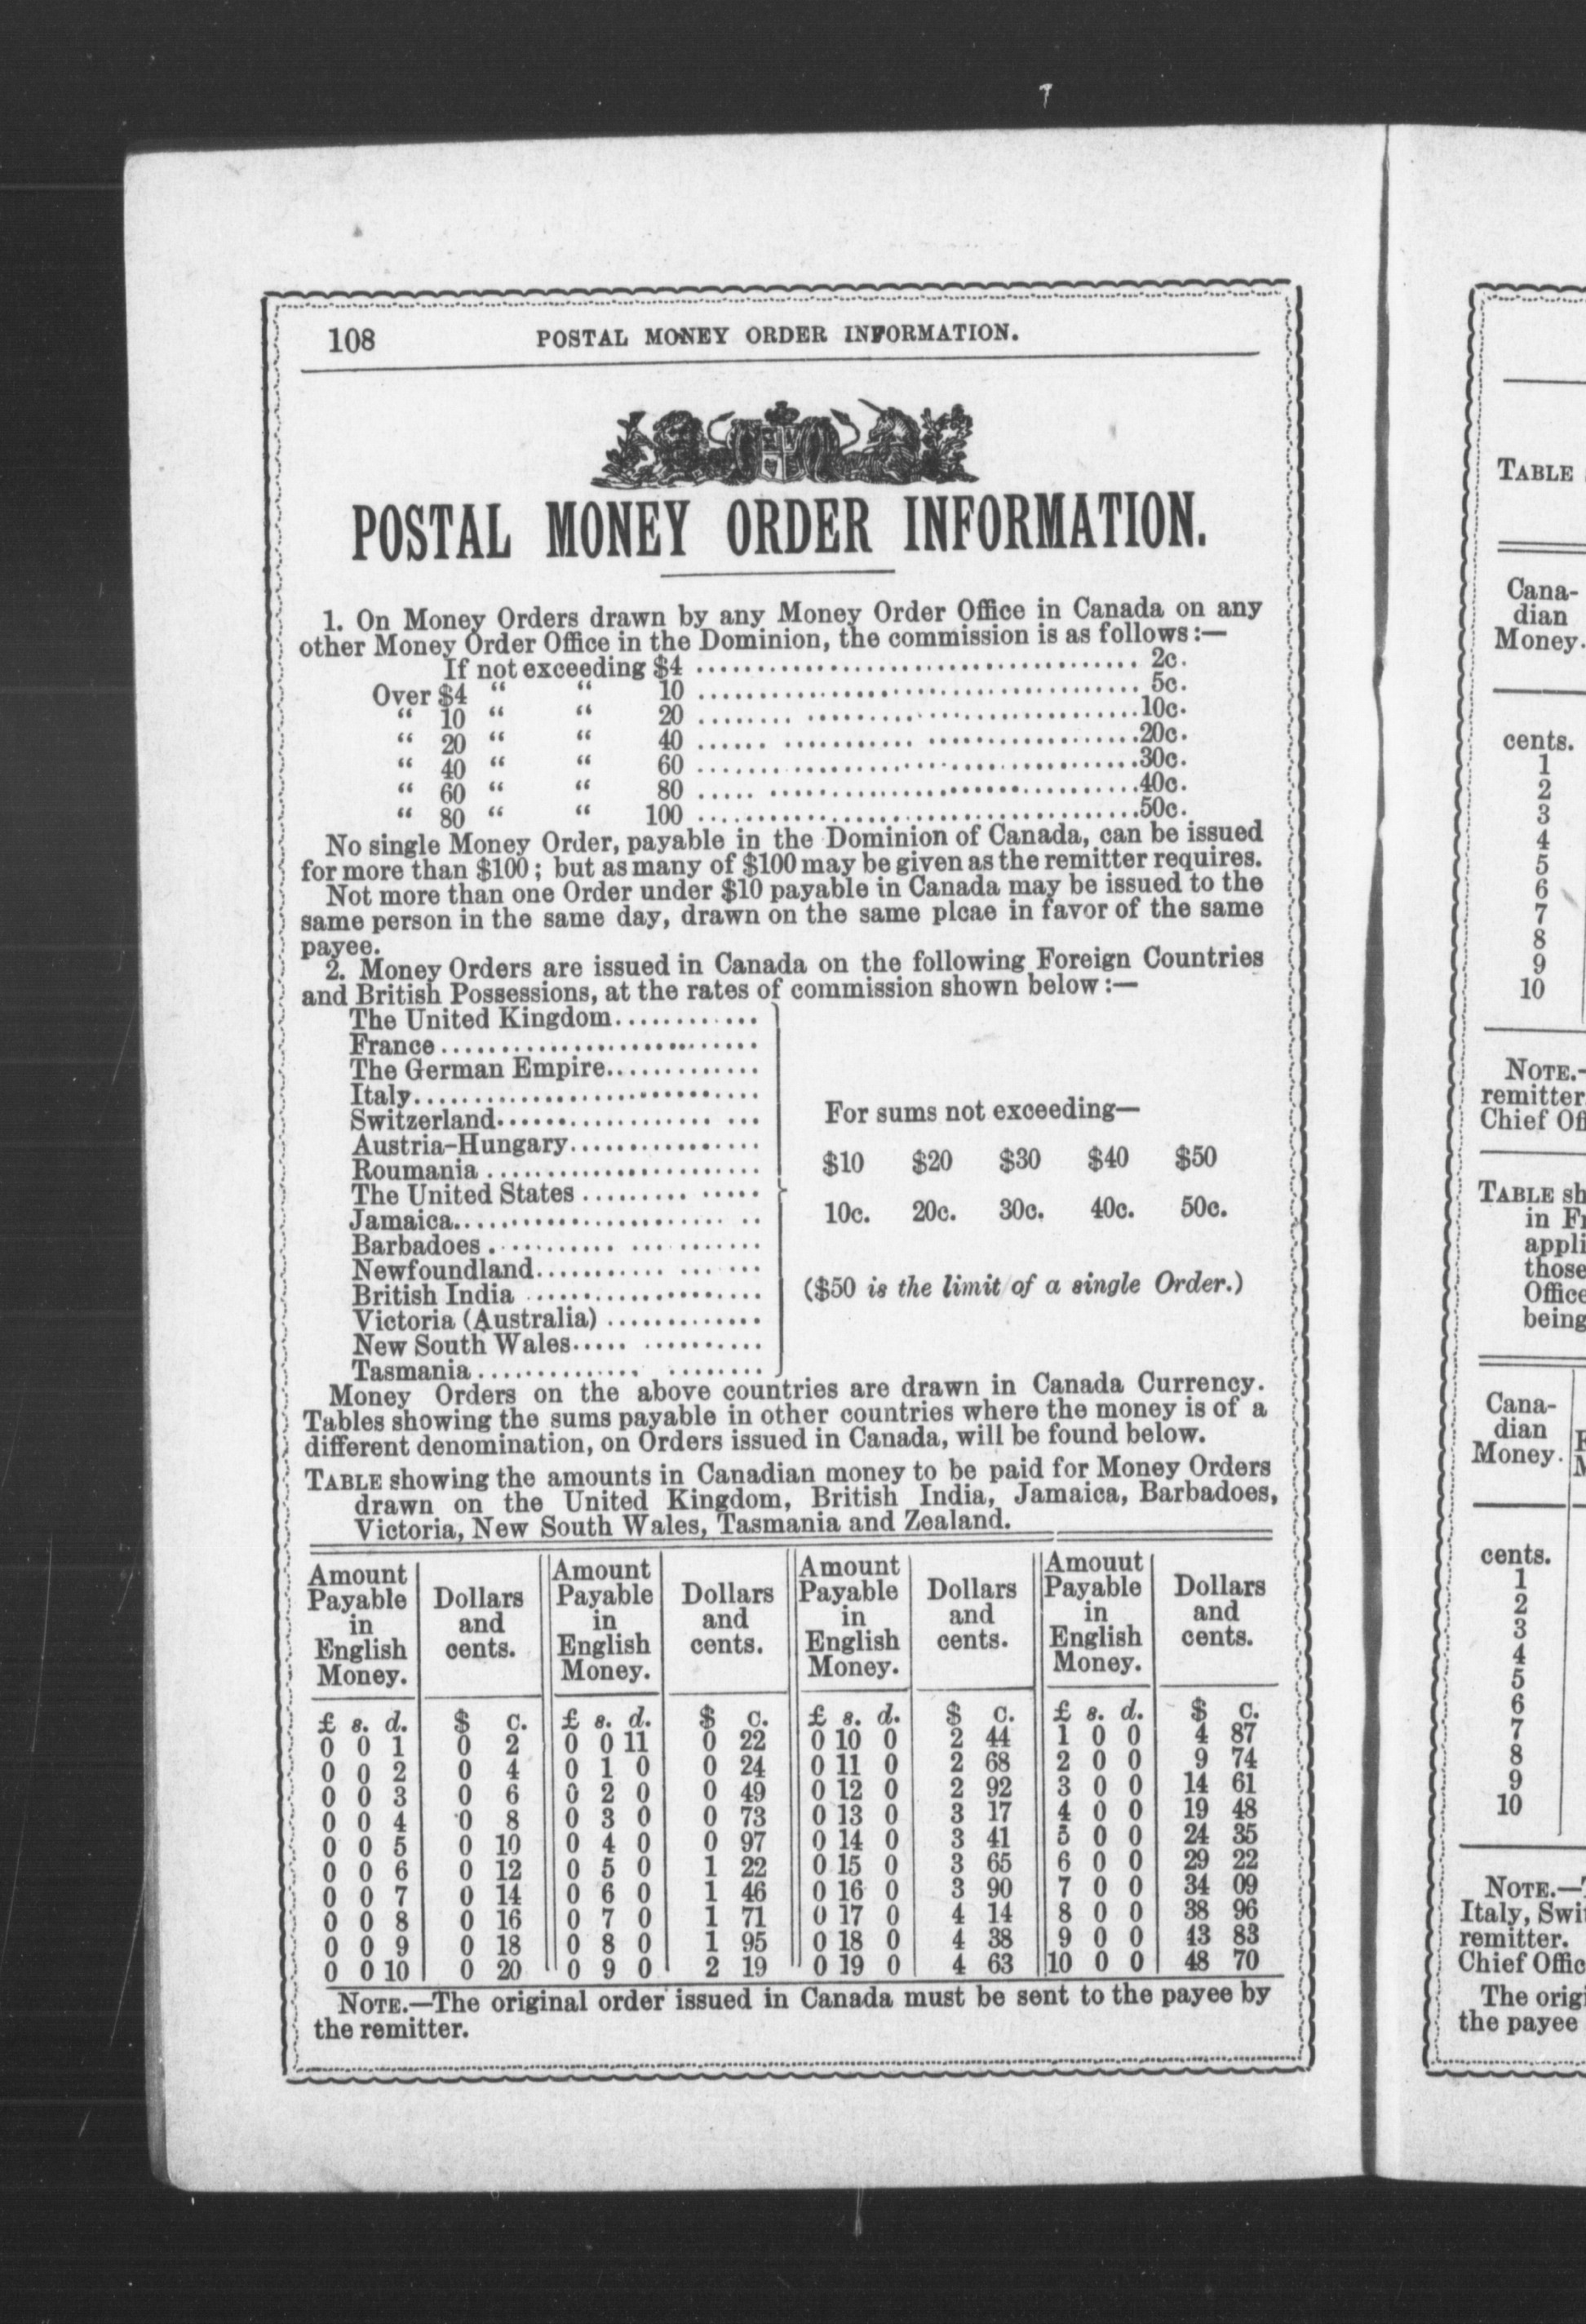 108 POSTAL MONEY ORDER INFORMATION.
POSTAL MONEY ORDER INFORMATION.
1. On Money Orders drawn by any Money Order Office in Canada on any
other Money Order Office in the Dominion, the commission is as follows:—
If not exceeding $4 .......... 2c.
Over $4 “ “ 10 .......... 5c.
“ 10 “ “ 20 .......... 10c.
“ 20 “ “ 40 .......... 20c.
“ 40 “ “ 60 .......... 30c.
“ 60 “ “ 80 .......... 40c.
“ 80 “ “ 100 .......... 50c.
No single Money Order, payable in the Dominion of Canada, can be issued
for more than $100; but as many of $100 may be given as the remitter requires.
Not more than one Order under $10 payable in Canada may be issued to the
same person in the same day, drawn on the same plcae in favor of the same
payee.
2. Money Orders are issued in Canada on the following Foreign Countries
and British Possessions, at the rates of commission shown below:—
The United Kingdom
France
The German Empire
Italy
Switzerland
Austria-Hungary
Roumania
The United States
Jamaica
Barbadoes
Newfoundland
British India
Victoria (Australia)
New South Wales
Tasmania
For sums not exceeding—
$10 $20 $30 $40 $50
10c. 20c. 30c. 40c. 50c.
($50 is the limit of a single Order.)
Money Orders on the above countries are drawn in Canada Currency.
Tables showing the sums payable in other countries where the money is of a
different denomination, on Orders issued in Canada, will be found below.
TABLE showing the amounts in Canadian money to be paid for Money Orders
drawn on the United Kingdom, British India, Jamaica, Barbadoes,
Victoria, New South Wales, Tasmania and Zealand.
Amount Payable in English Money. Dollars and cents. Amount Payable in English Money. Dollars and cents. Amount Payable in English Money. Dollars and cents. Amouut Payable in English Money. Dollars and cents.
£ s. d. $ c. £ s. d. $ c. £ s. d. $ c. £ s. d. $ c.
0 0 1 0 2 0 0 11 0 22 0 10 0 2 44 1 0 0 4 87
0 0 2 0 4 0 1 0 0 24 0 11 0 2 68 2 0 0 9 74
0 0 3 0 6 0 2 0 0 49 0 12 0 2 92 3 0 0 14 61
0 0 4 0 8 0 3 0 0 73 0 13 0 3 17 4 0 0 19 48
0 0 5 0 10 0 4 0 0 97 0 14 0 3 41 5 0 0 24 35
0 0 6 0 12 0 5 0 1 22 0 15 0 3 65 6 0 0 29 22
0 0 7 0 14 0 6 0 1 46 0 16 0 3 90 7 0 0 34 09
0 0 8 0 16 0 7 0 1 71 0 17 0 4 14 8 0 0 38 96
0 0 9 0 18 0 8 0 1 95 0 18 0 4 38 9 0 0 43 83
0 0 10 0 20 0 9 0 2 19 0 19 0 4 63 10 0 0 48 70
NOTE.—The original order issued in Canada must be sent to the payee by
the remitter.
TABLE
Cana-
dian
Money.
cents.
1
2
3
4
5
6
7
8
9
10
NOTE.-
remitter
Chief Off
TABLE sh
in Fr
appli
those
Office
being
Cana-
dian
Money.
cents.
1
2
3
4
5
6
7
8
9
10
NOTE.—
Italy, Swi
remitter.
Chief Offic
The origi
the payee